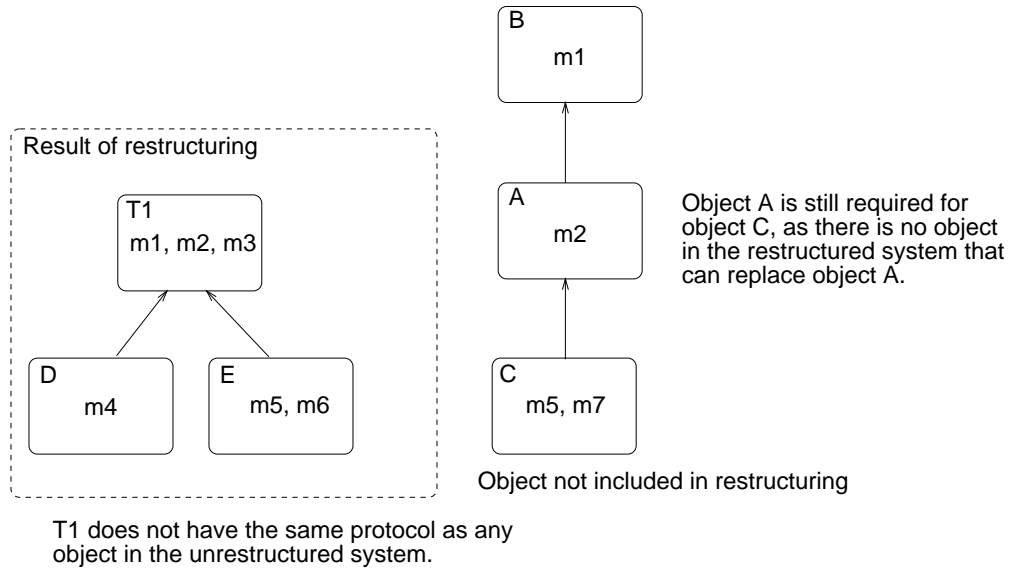 B
m1
Result of restructuring
T1
m1, m2, m3
A
m2
Object A is still required for
object C, as there is no object
in the restructured system that
can replace object A.
D
m4
E
m5, m6
C
m5, m7
Object not included in restructuring
T1 does not have the same protocol as any
object in the unrestructured system.